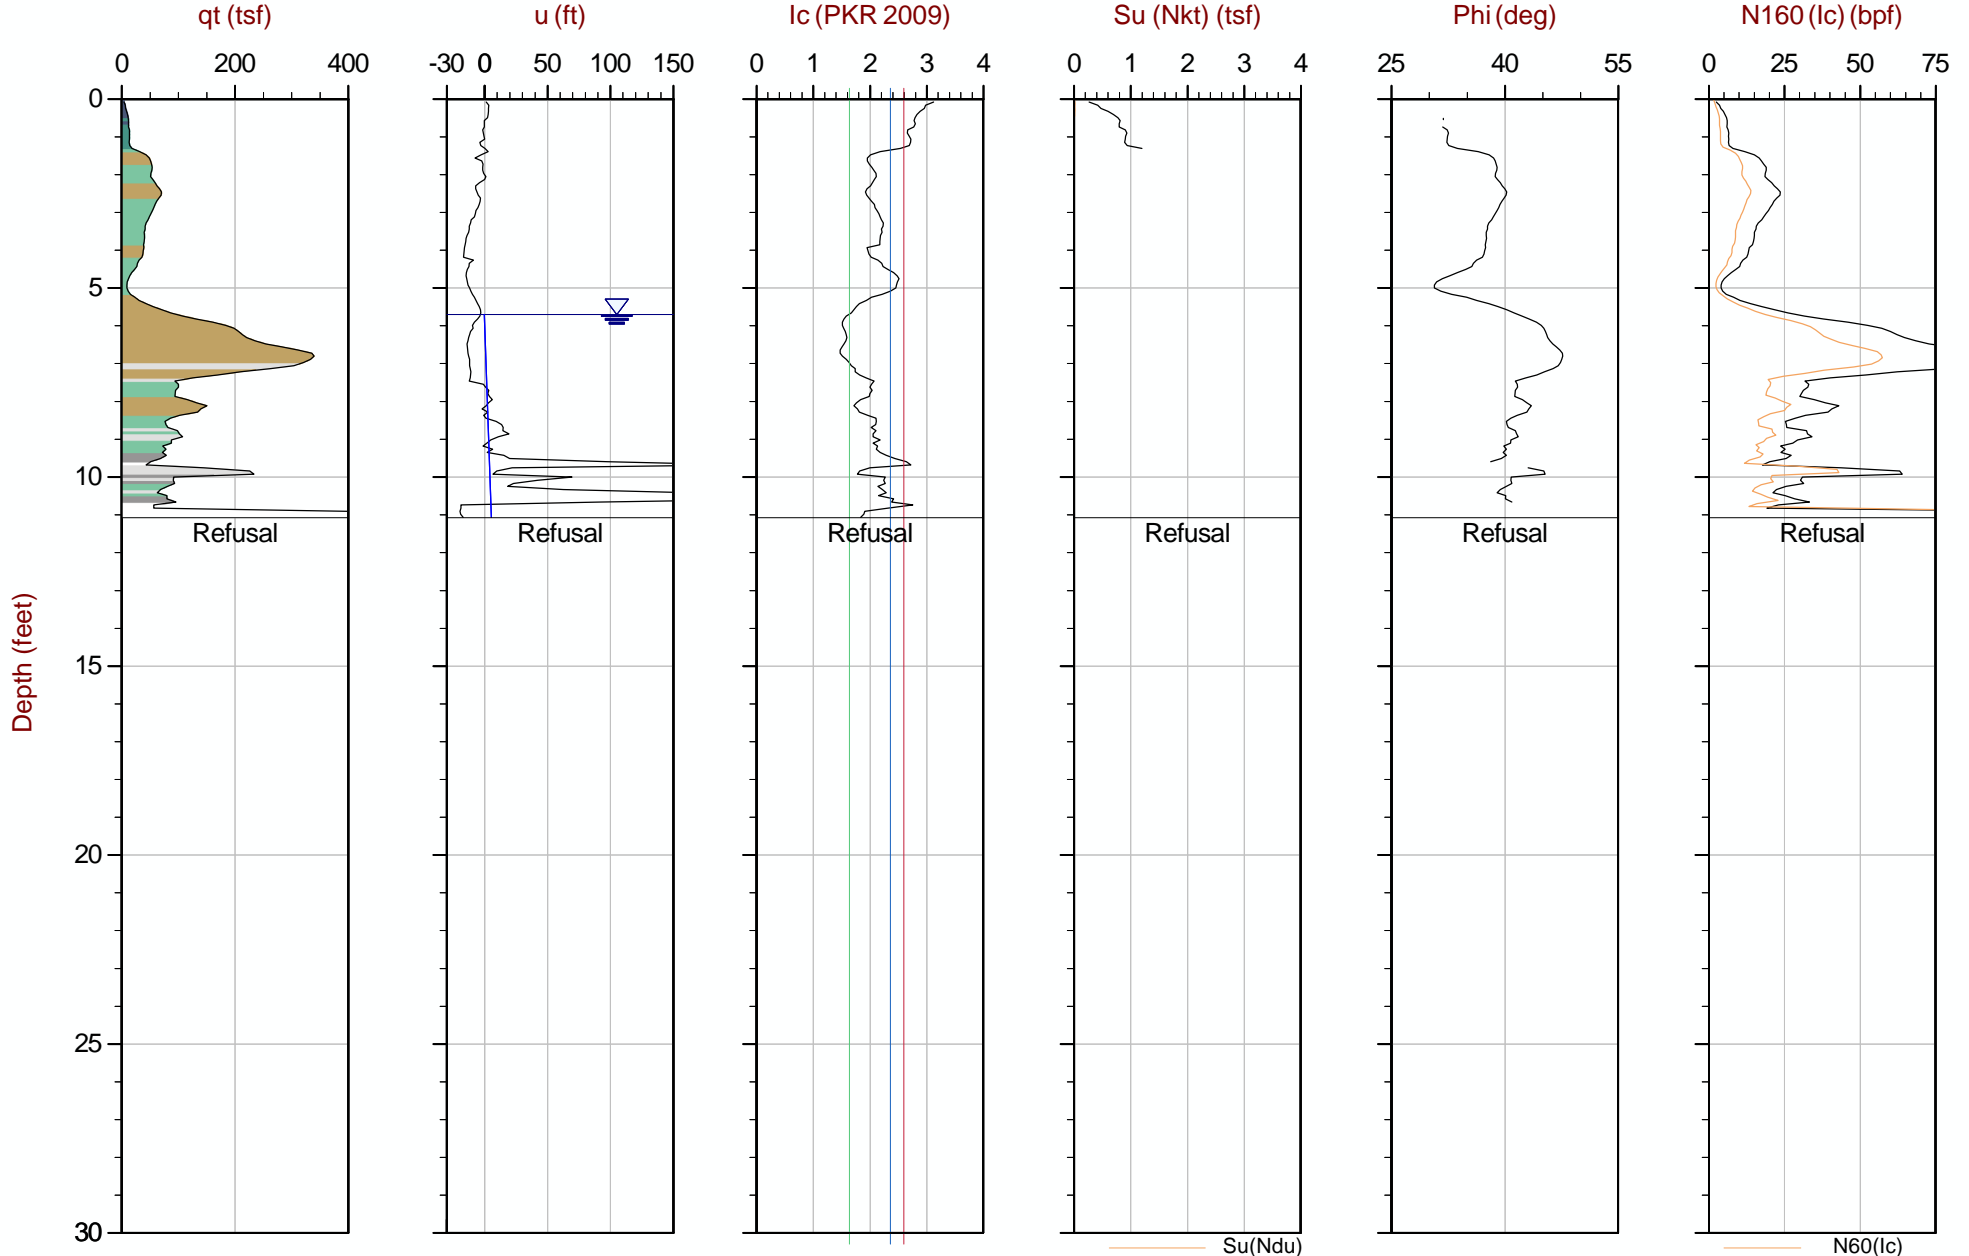 qt (tsf) u (ft) Ic (PKR 2009) Su (Nkt) (tsf) Phi (deg) N160 (Ic) (bpf)
0 200 400 -30 0 50 100 150 0 1 2 3 4 0 1 2 3 4 25 40 55 0 25 50 75
0
5
10
Refusal Refusal Refusal Refusal Refusal Refusal
Depth (feet)
15
20
25
30
Su(Ndu) N60(Ic)